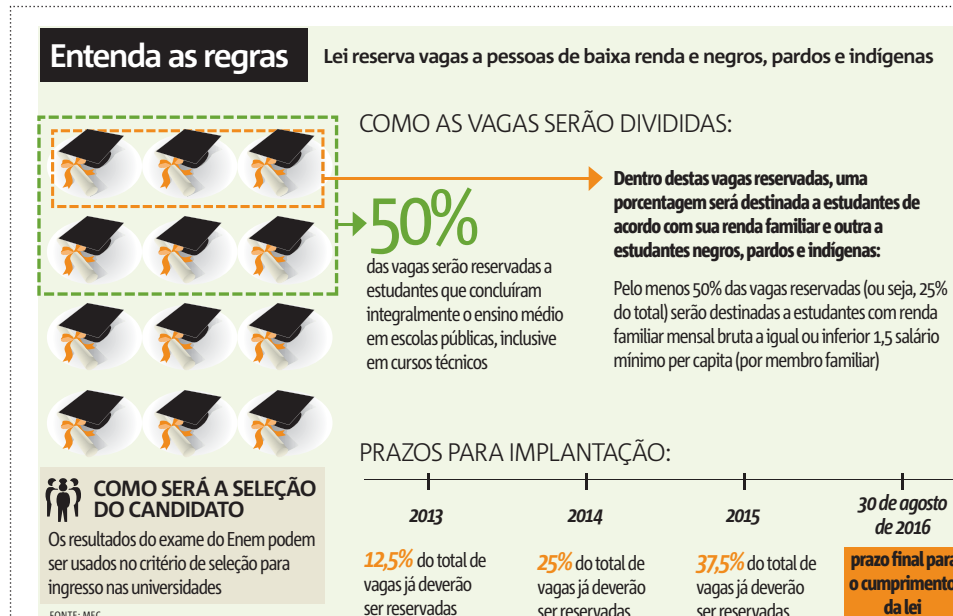 Entenda as regras
Lei reserva vagas a pessoas de baixa renda e negros, pardos e indígenas
COMO AS VAGAS SERÃO DIVIDIDAS:
50%
das vagas serão reservadas a
estudantes que concluíram
integralmente o ensino médio
em escolas públicas, inclusive
em cursos técnicos
Dentro destas vagas reservadas, uma
porcentagem será destinada a estudantes de
acordo com sua renda familiar e outra a
estudantes negros, pardos e indígenas:
Pelo menos 50% das vagas reservadas (ou seja, 25%
do total) serão destinadas a estudantes com renda
familiar mensal bruta a igual ou inferior 1,5 salário
mínimo per capita (por membro familiar)
COMO SERÁ A SELEÇÃO
DO CANDIDATO
Os resultados do exame do Enem podem
ser usados no critério de seleção para
ingresso nas universidades
FONTE: MEC
PRAZOS PARA IMPLANTAÇÃO:
2013
12,5% do total de
vagas já deverão
ser reservadas
2014
25% do total de
vagas já deverão
ser reservadas
2015
37,5% do total de
vagas já deverão
ser reservadas
30 de agosto
de 2016
prazo final para
o cumprimento
da lei